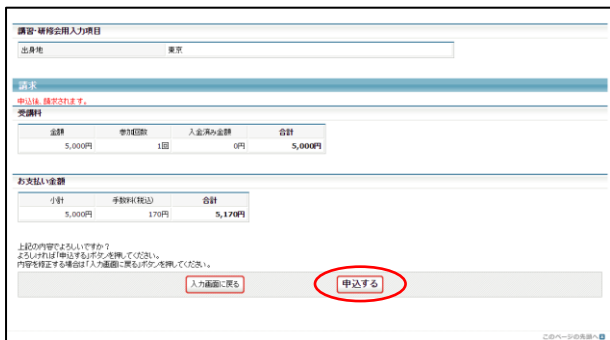 講習・研修会用入力項目
出身地 東京
請求
申込後、請求されます。
受講料
金額 参加回数 入金済み金額 合計
5,000円 1回 0円 5,000円
お支払い金額
小計 手数料(税込) 合計
5,000円 170円 5,170円
上記の内容でよろしいですか？
よろしければ「申込する」ボタンを押してください。
内容を修正する場合は「入力画面に戻る」ボタンを押してください。
入力画面に戻る 申込する
このページの先頭へ